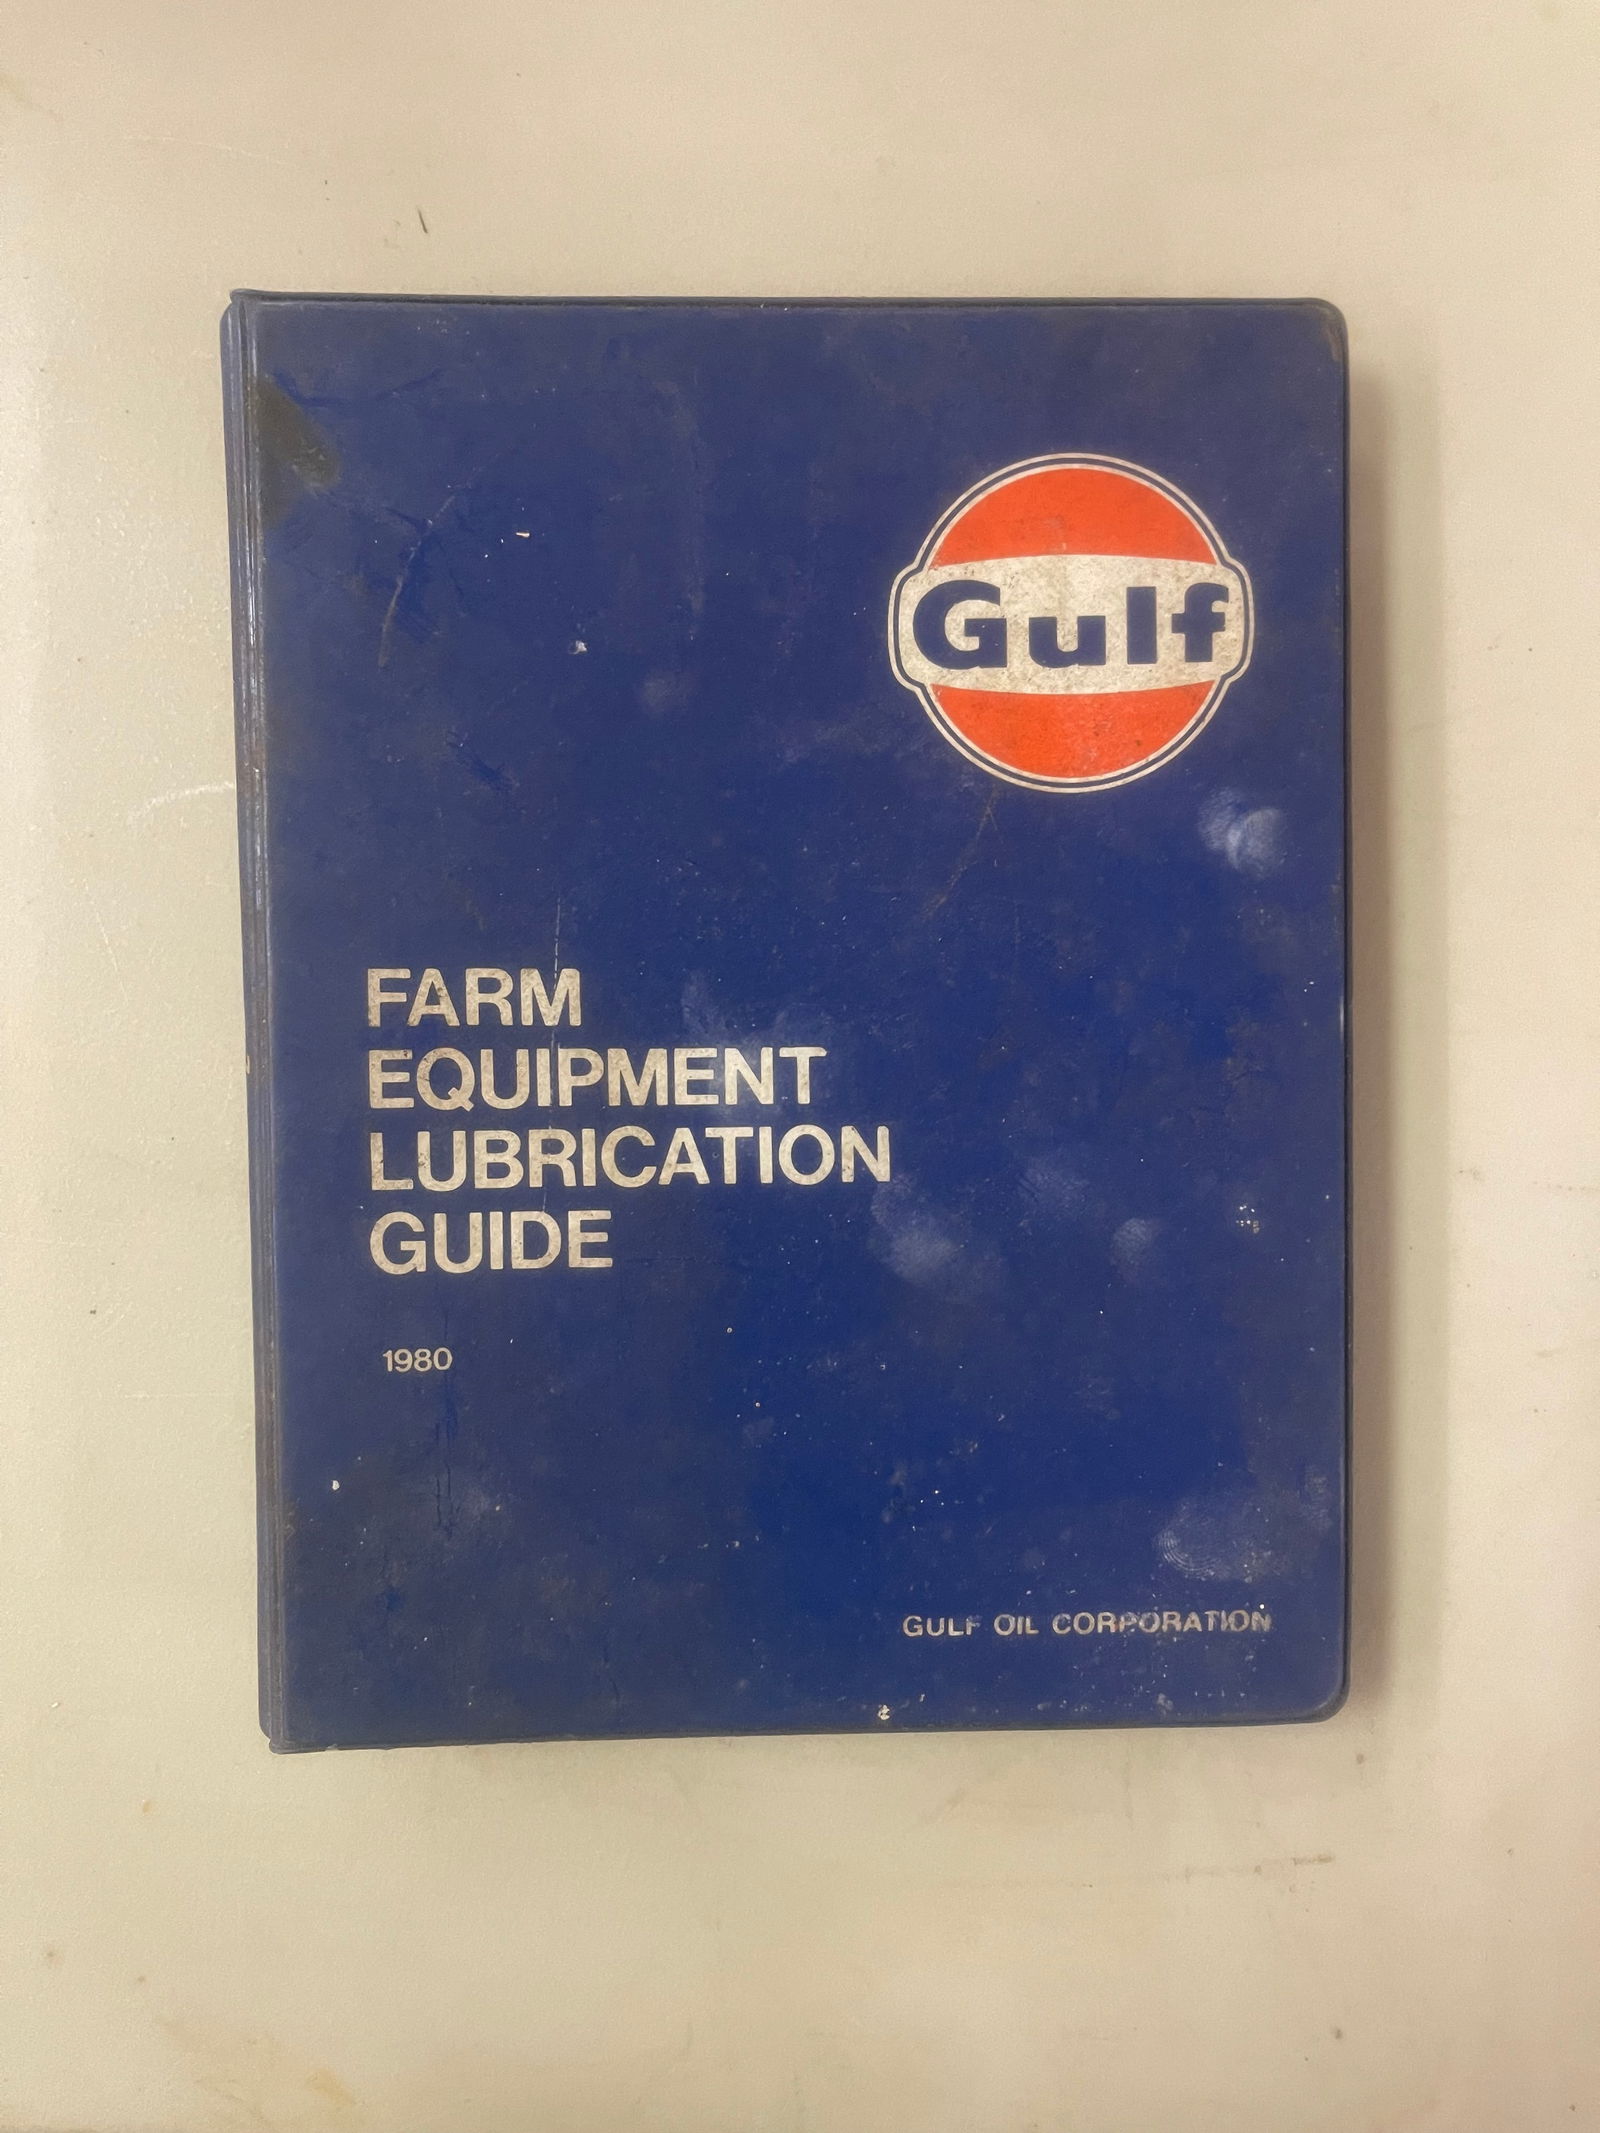 Gulf
FARM
EQUIPMENT
LUBRICATION
GUIDE
1980
GULF OIL CORPORATION